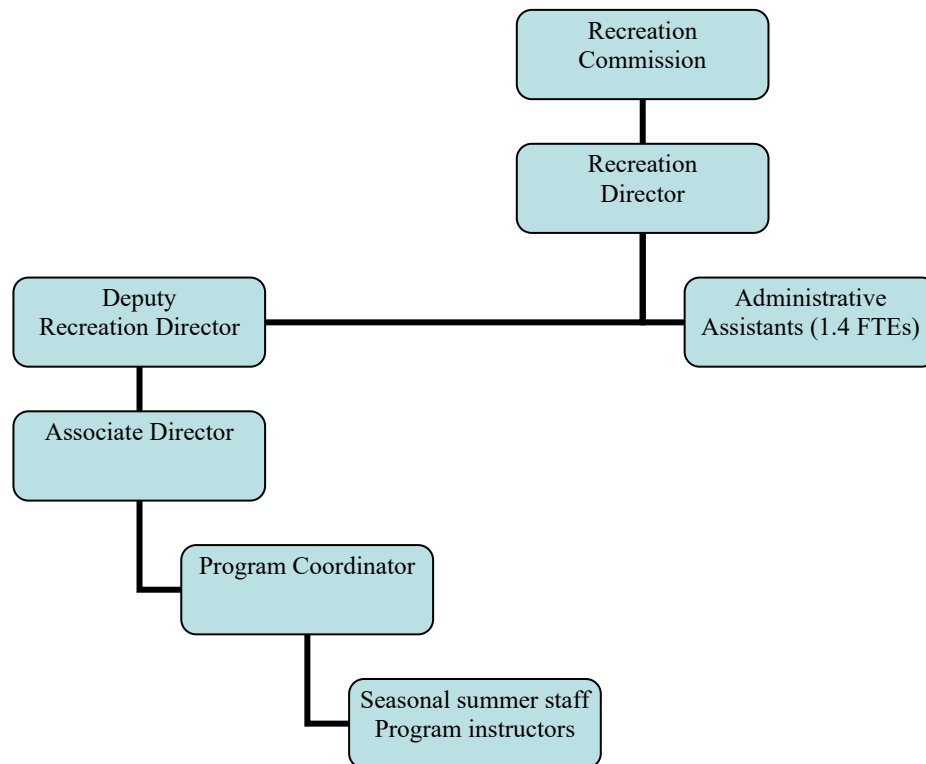 Recreation
Commission
Recreation
Director
Deputy
Recreation Director
Administrative
Assistants (1.4 FTEs)
Associate Director
Program Coordinator
Seasonal summer staff
Program instructors